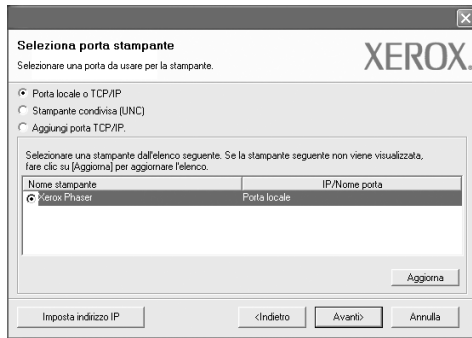 Seleziona porta stampante
Selezionare una porta da usare per la stampante.
XEROX.
Porta locale o TCP/IP
Stampante condivisa (UNC)
Aggiungi porta TCP/IP.
Selezionare una stampante dall'elenco seguente. Se la stampante seguente non viene visualizzata,
fare clic su [Aggiorna] per aggiornare l'elenco.
Nome stampante IP/Nome porta
Xerox Phaser Porta locale
Aggiorna
Imposta indirizzo IP <Indietro Avanti> Annulla